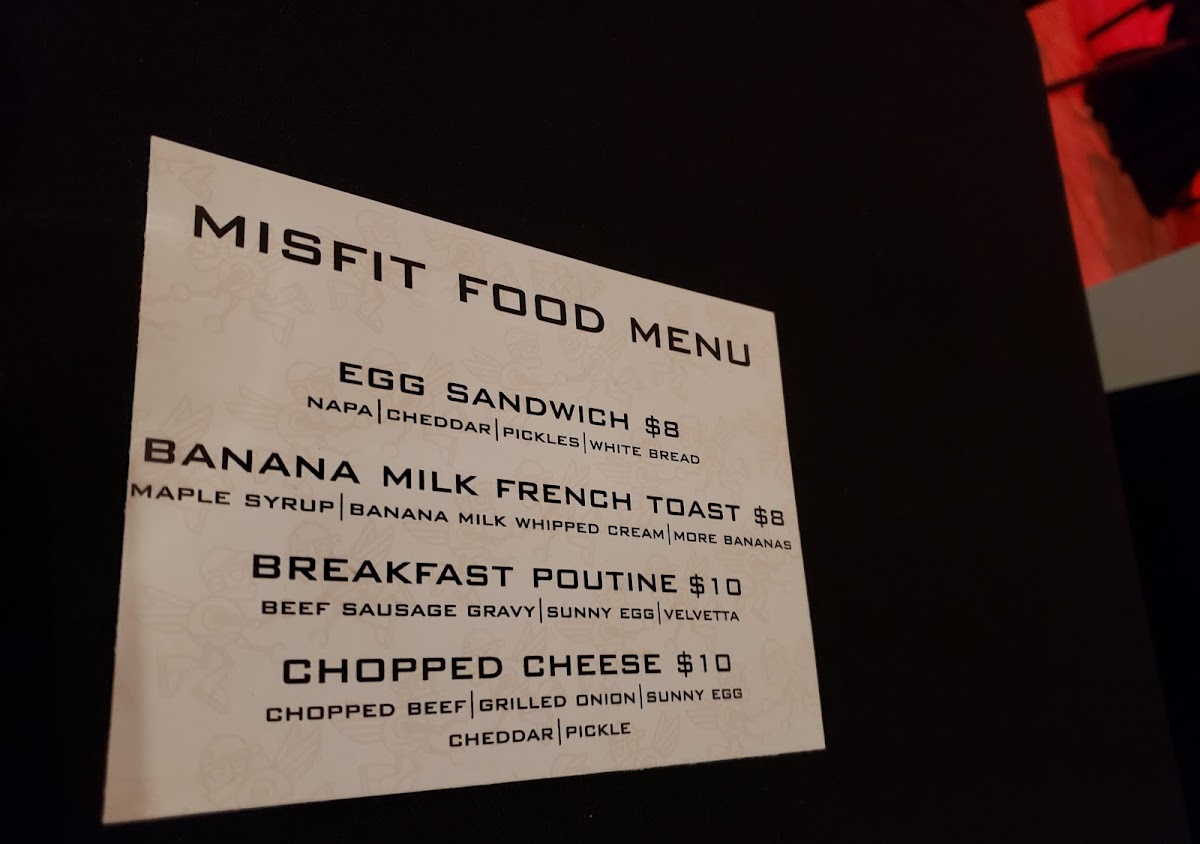 MISFIT FOOD MENU
EGG SANDWICH $8
NAPA|CHEDDAR|PICKLES|WHITE BREAD
BANANA MILK FRENCH TOAST $8
MAPLE SYRUP|BANANA MILK WHIPPED CREAM|MORE BANANAS
BREAKFAST POUTINE $10
BEEF SAUSAGE GRAVY|SUNNY EGG|VELVETTA
CHOPPED CHEESE $10
CHOPPED BEEF|GRILLED ONION|SUNNY EGG
CHEDDAR|PICKLE